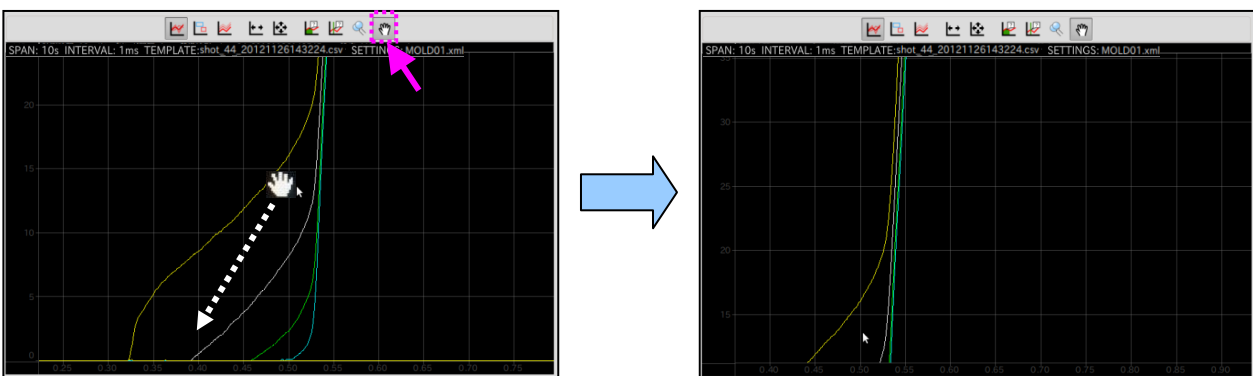 SPAN: 10s INTERVAL: 1ms TEMPLATE:shot_44_20121126143224.csv SETTINGS: MOLD01.xml
20
15
10
5
0
0.25 0.30 0.35 0.40 0.45 0.50 0.55 0.60 0.65 0.70 0.75
SPAN: 10s INTERVAL: 1ms TEMPLATE:shot_44_20121126143224.csv SETTINGS: MOLD01.xml
35
30
25
20
15
0.40 0.45 0.50 0.55 0.60 0.65 0.70 0.75 0.80 0.85 0.90